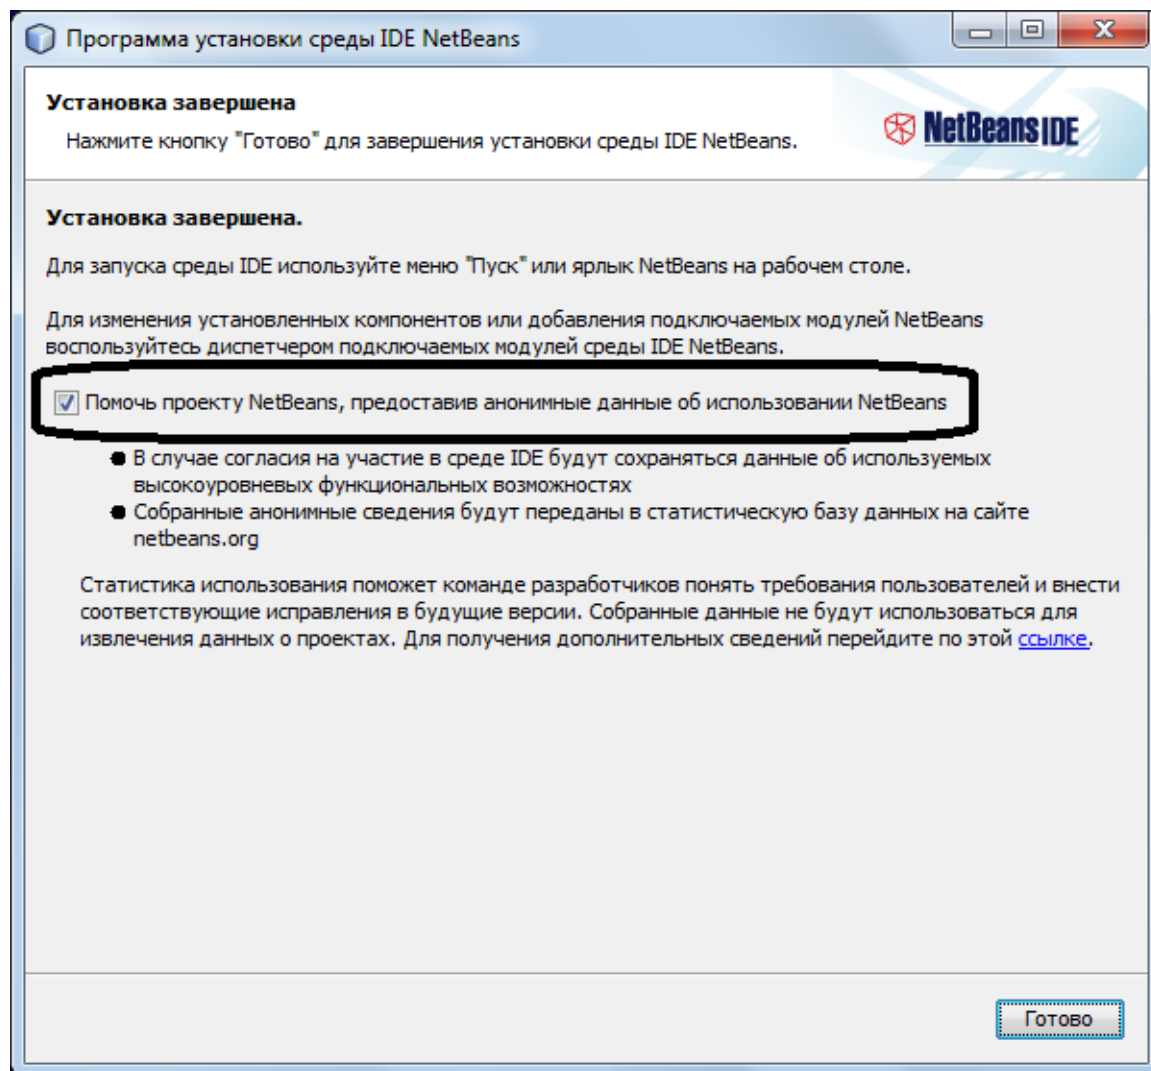 Программа установки среды IDE NetBeans
Установка завершена
Нажмите кнопку "Готово" для завершения установки среды IDE NetBeans.
NetBeans IDE
Установка завершена.
Для запуска среды IDE используйте меню "Пуск" или ярлык NetBeans на рабочем столе.
Для изменения установленных компонентов или добавления подключаемых модулей NetBeans
воспользуйтесь диспетчером подключаемых модулей среды IDE NetBeans.
Помочь проекту NetBeans, предоставив анонимные данные об использовании NetBeans
● В случае согласия на участие в среде IDE будут сохраняться данные об используемых
высокоуровневых функциональных возможностях
● Собранные анонимные сведения будут переданы в статистическую базу данных на сайте
netbeans.org
Статистика использования поможет команде разработчиков понять требования пользователей и внести
соответствующие исправления в будущие версии. Собранные данные не будут использоваться для
извлечения данных о проектах. Для получения дополнительных сведений перейдите по этой ссылке.
Готово